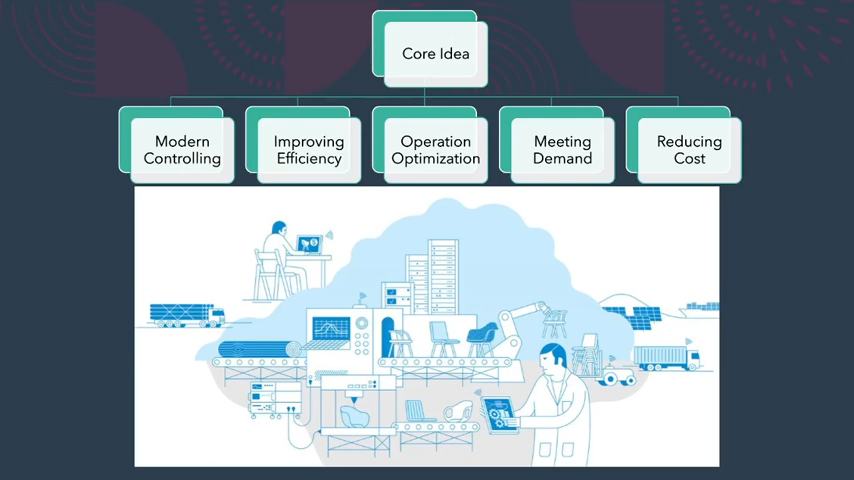 Core Idea
Modern
Controlling
Improving
Efficiency
Operation
Optimization
Meeting
Demand
Reducing
Cost